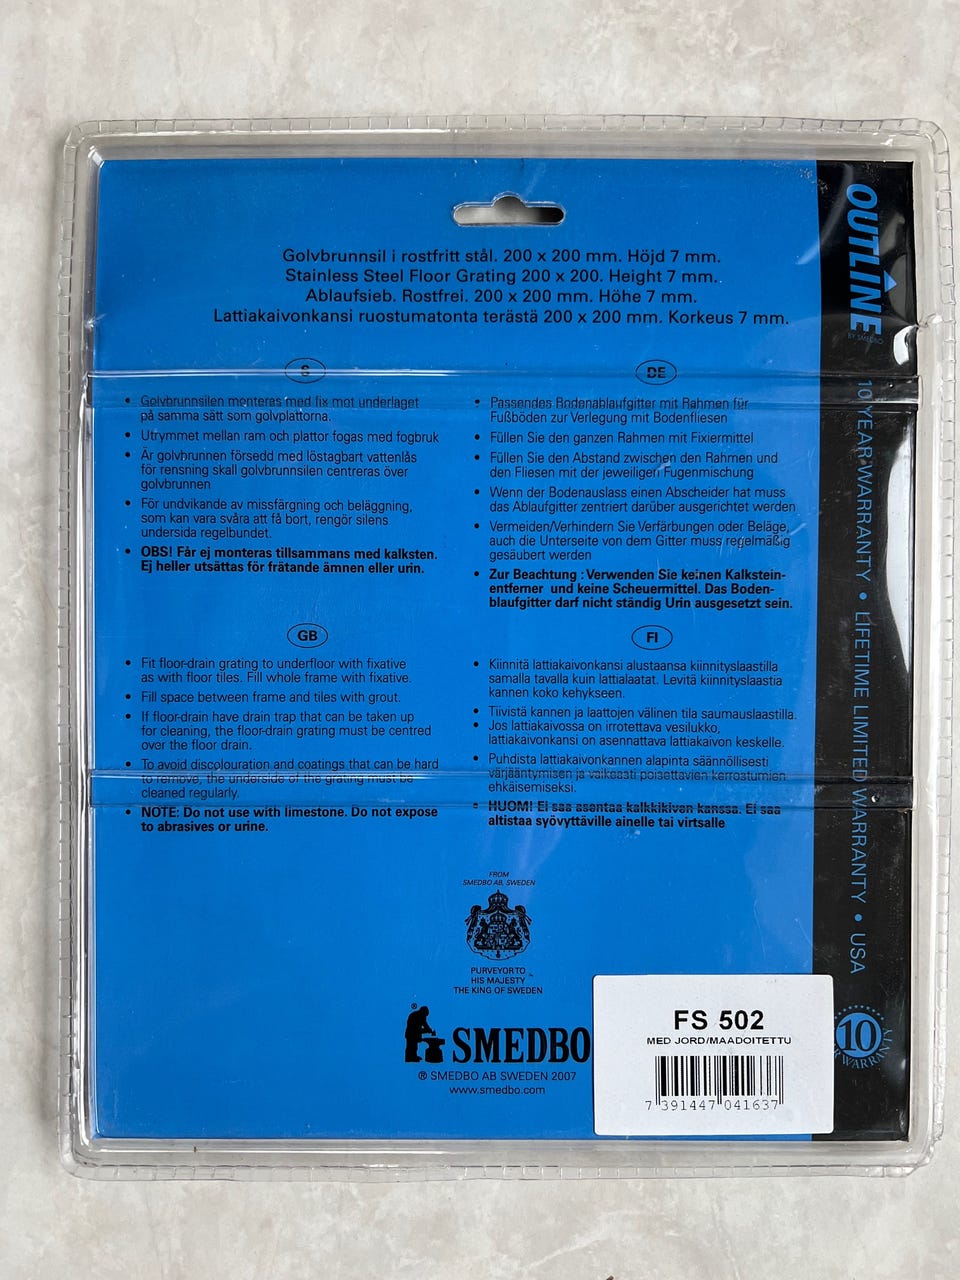 Golvbrunnsil i rostfritt stål. 200 x 200 mm. Höjd 7 mm.
Stainless Steel Floor Grating 200 x 200. Height 7 mm.
Ablaufsieb. Rostfrei. 200 x 200 mm. Höhe 7 mm.
Lattiakaivonkansi ruostumatonta terästä 200 x 200 mm. Korkeus 7 mm.
S
• Golvbrunnsilen monteras med fix mot underlaget
på samma sätt som golvplattorna.
• Utrymmet mellan ram och plattor fogas med fogbruk
• Är golvbrunnen försedd med löstagbart vattenlås
för rensning skall golvbrunnsilen centreras över
golvbrunnen
• För undvikande av missfärgning och beläggning,
som kan vara svåra att få bort, rengör silens
undersida regelbundet.
• OBS! Får ej monteras tillsammans med kalksten.
Ej heller utsättas för frätande ämnen eller urin.
DE
• Passendes Bodenablaufgitter mit Rahmen für
Fußböden zur Verlegung mit Bodenfliesen
• Füllen Sie den ganzen Rahmen mit Fixiermittel
• Füllen Sie den Abstand zwischen den Rahmen und
den Fliesen mit der jeweiligen Fugenmischung
• Wenn der Bodenauslass einen Abscheider hat muss
das Ablaufgitter zentriert darüber ausgerichtet werden
• Vermeiden/Verhindern Sie Verfärbungen oder Beläge,
auch die Unterseite von dem Gitter muss regelmäßig
gesäubert werden
• Zur Beachtung : Verwenden Sie keinen Kalkstein-
entferner und keine Scheuermittel. Das Boden-
blaufgitter darf nicht ständig Urin ausgesetzt sein.
GB
• Fit floor-drain grating to underfloor with fixative
as with floor tiles. Fill whole frame with fixative.
• Fill space between frame and tiles with grout.
• If floor-drain have drain trap that can be taken up
for cleaning, the floor-drain grating must be centred
over the floor drain.
• To avoid discolouration and coatings that can be hard
to remove, the underside of the grating must be
cleaned regularly.
• NOTE: Do not use with limestone. Do not expose
to abrasives or urine.
FI
• Kiinnitä lattiakaivonkansi alustaansa kiinnityslaastilla
samalla tavalla kuin lattialaatat. Levitä kiinnityslaastia
kannen koko kehykseen.
• Tiivistä kannen ja laattojen välinen tila saumauslaastilla.
• Jos lattiakaivossa on irrotettava vesilukko,
lattiakaivonkansi on asennattava lattiakaivon keskelle.
• Puhdista lattiakaivonkannen alapinta säännöllisesti
värjääntymisen ja vaikeasti poisettavien kerrostumien
ehkäisemiseksi.
• HUOM! Ei saa asentaa kalkkikiven kanssa. Ei saa
altistaa syövyttäville ainelle tai virtsalle
FROM
SMEDBO AB, SWEDEN
PURVEYOR TO
HIS MAJESTY
THE KING OF SWEDEN
® SMEDBO
® SMEDBO AB SWEDEN 2007
www.smedbo.com
FS 502
MED JORD/MAADOITETTU
7 391447 041637
OUTLINE
BY SMEDBO
10 YEAR WARRANTY • LIFETIME LIMITED WARRANTY • USA
10
WARRANTY